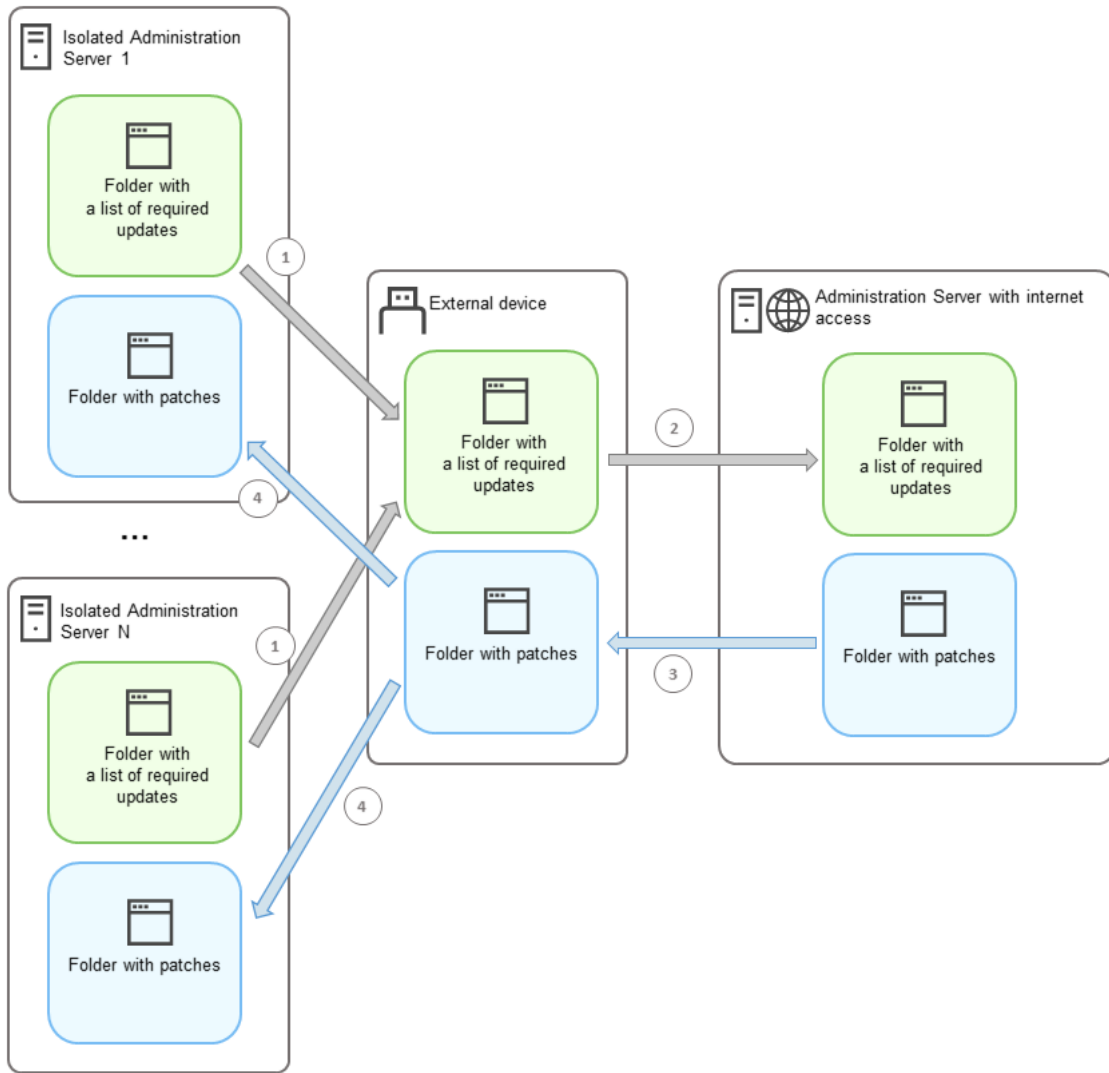 Isolated Administration
Server 1
Folder with
a list of required
updates
Folder with patches
1
4
...
Isolated Administration
Server N
Folder with
a list of required
updates
Folder with patches
1
4
External device
Folder with
a list of required
updates
Folder with patches
2
3
Administration Server with internet
access
Folder with
a list of required
updates
Folder with patches